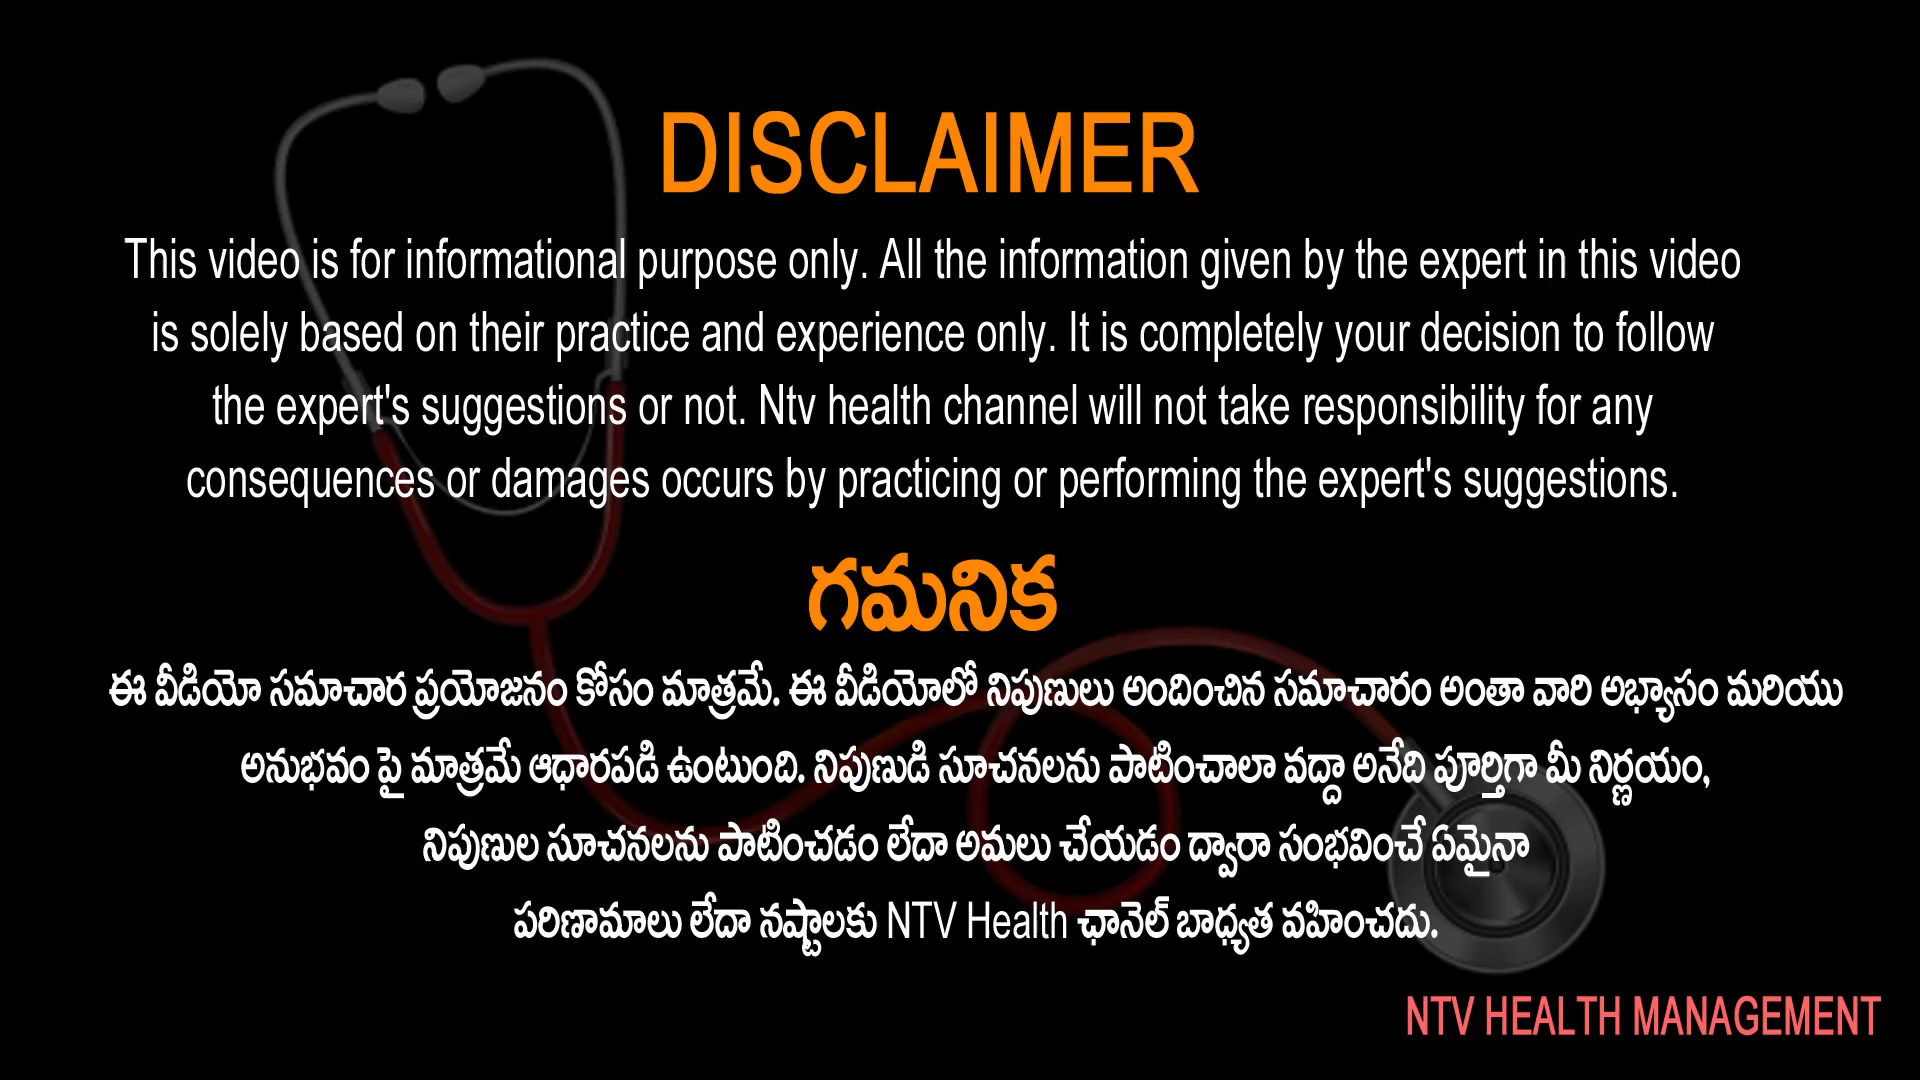 DISCLAIMER
This video is for informational purpose only. All the information given by the expert in this video
is solely based on their practice and experience only. It is completely your decision to follow
the expert's suggestions or not. Ntv health channel will not take responsibility for any
consequences or damages occurs by practicing or performing the expert's suggestions.
గమనిక
ఈ వీడియో సమాచార ప్రయోజనం కోసం మాత్రమే. ఈ వీడియోలో నిపుణులు అందించిన సమాచారం అంతా వారి అభ్యాసం మరియు
అనుభవం పై మాత్రమే ఆధారపడి ఉంటుంది. నిపుణుడి సూచనలను పాటించాలా వద్దా అనేది పూర్తిగా మీ నిర్ణయం,
నిపుణుల సూచనలను పాటించడం లేదా అమలు చేయడం ద్వారా సంభవించే ఏమైనా
పరిణామాలు లేదా నష్టాలకు NTV Health ఛానెల్ బాధ్యత వహించదు.
NTV HEALTH MANAGEMENT